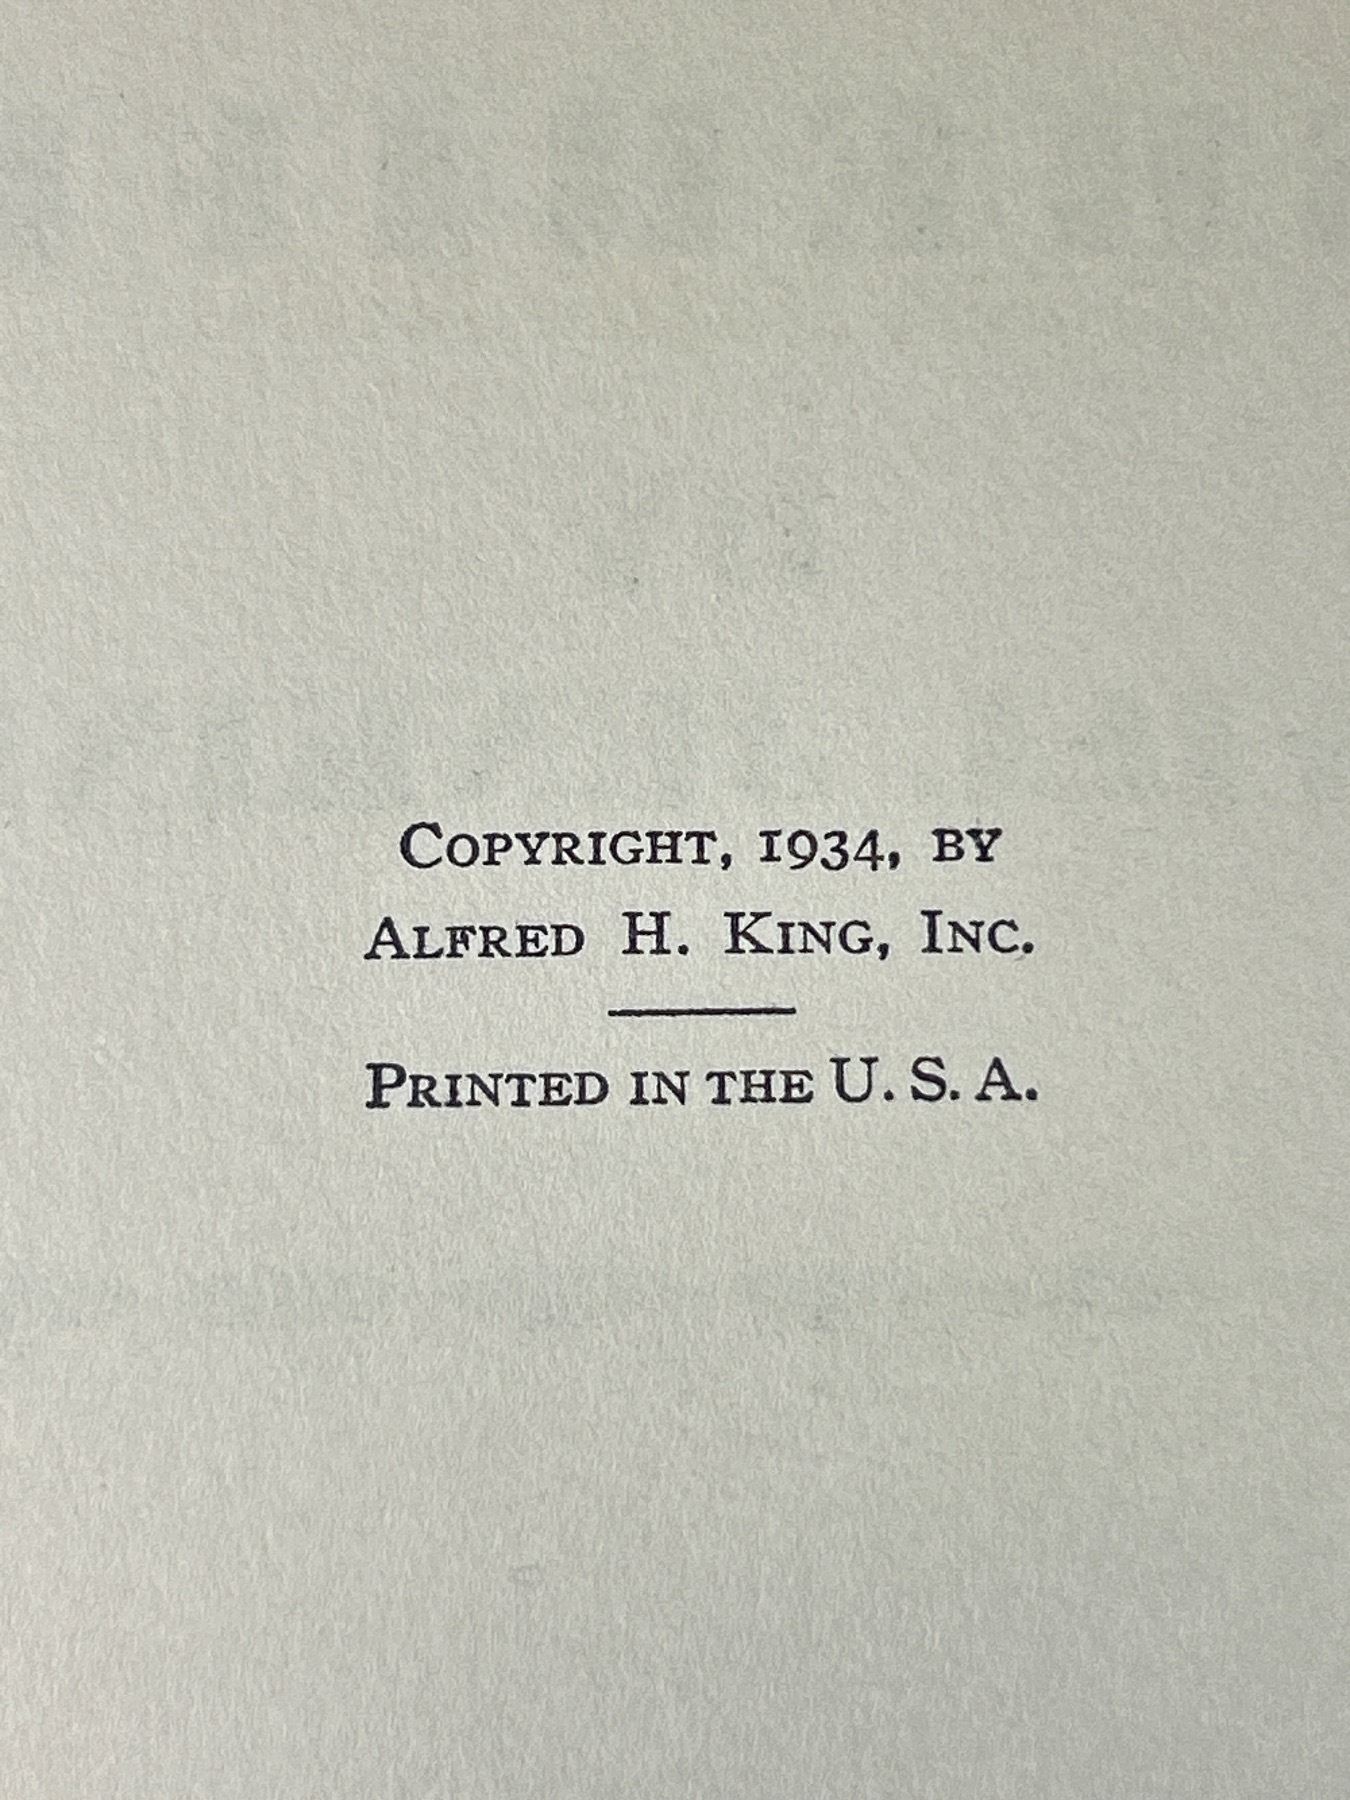 Copyright, 1934, by
Alfred H. King, Inc.
Printed in the U. S. A.